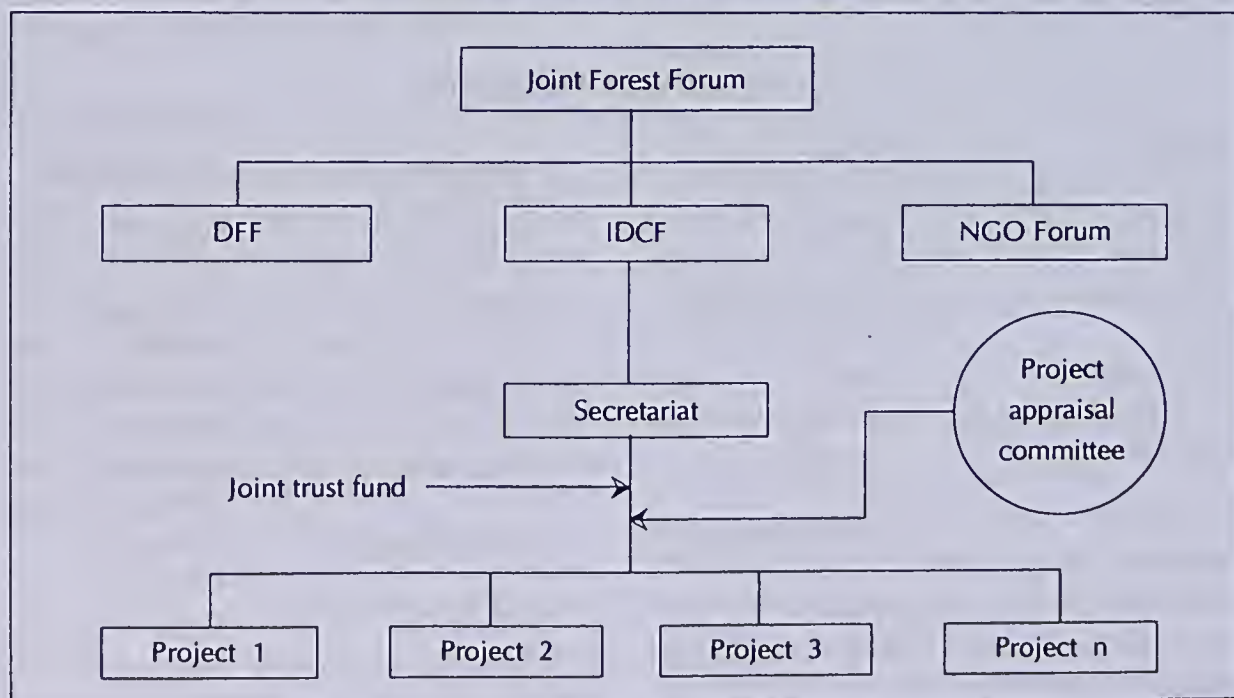 Joint Forest Forum
DFF
IDCF
NGO Forum
Project
appraisal
committee
Secretariat
Joint trust fund
Project 1
Project 2
Project 3
Project n